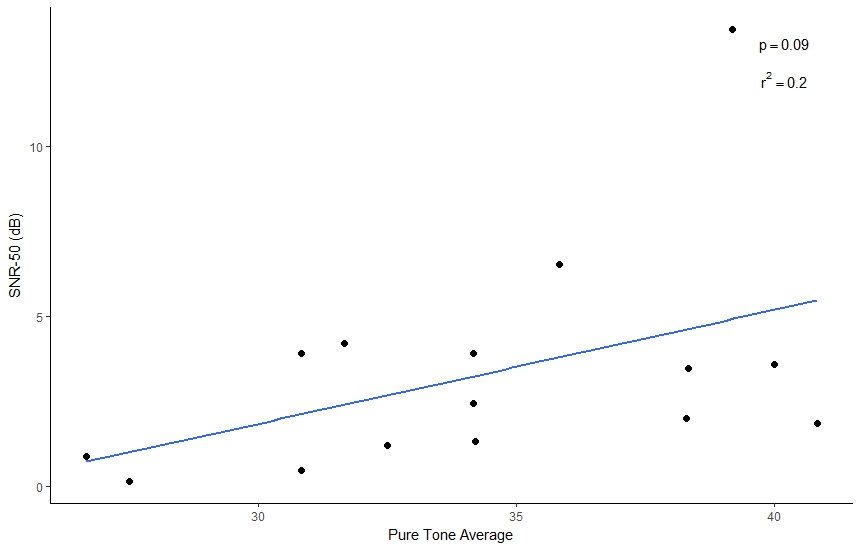 p = 0.09
r² = 0.2
10
5
0
SNR-50 (dB)
30 35 40
Pure Tone Average